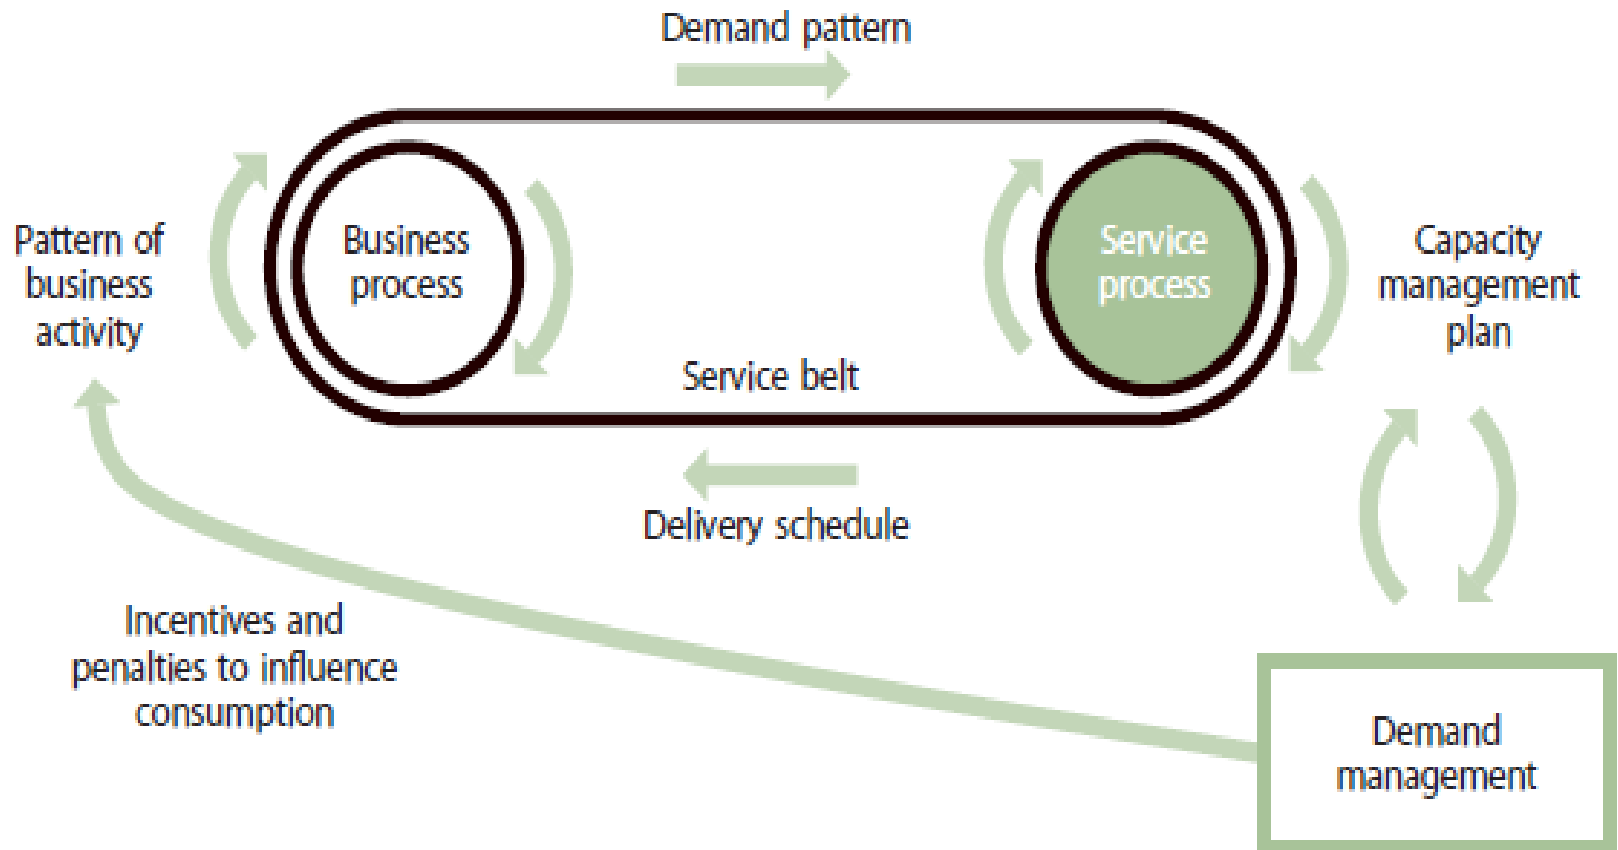 Demand pattern
Pattern of
business
activity
Business
process
Service
process
Capacity
management
plan
Service belt
Delivery schedule
Incentives and
penalties to influence
consumption
Demand
management